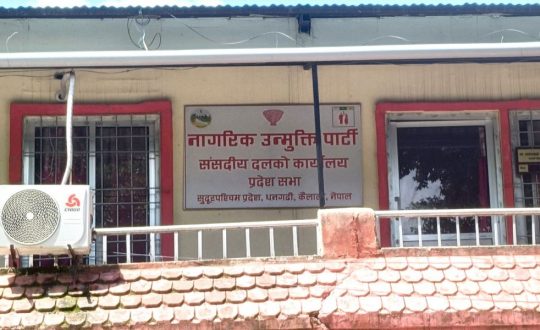 नागरिक उन्मुक्ति पार्टी
संसदीय दलको कार्यालय
प्रदेश सभा
सुदूरपश्चिम प्रदेश, धनगढी, कैलाली, नेपाल